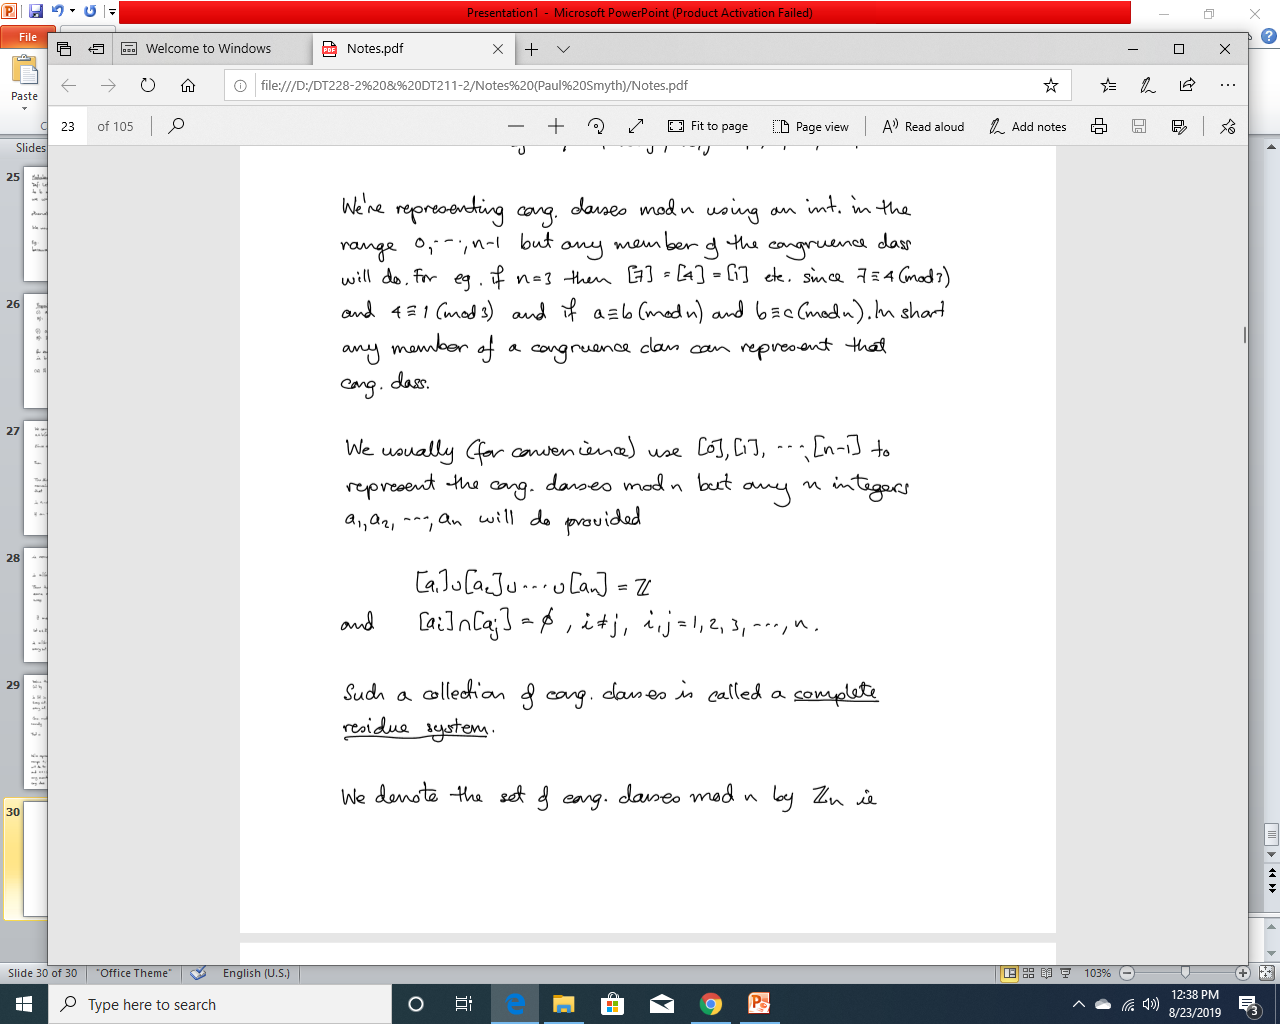 Presentation1 - Microsoft PowerPoint (Product Activation Failed)
File
Welcome to Windows
Notes.pdf
Paste
file:///D:/DT228-2%20&%20DT211-2/Notes%20(Paul%20Smyth)/Notes.pdf
23 of 105
Fit to page
Page view
Read aloud
Add notes
Slides
25
26
27
28
29
30
We're representing cong. classes mod n using an int. in the
range 0, ..., n-1 but any member of the congruence class
will do. For eg. if n=3 then [7] = [4] = [1] etc. since 7≡4(mod3)
and 4≡1(mod3) and if a≡b(mod n) and b≡c(mod n). In short
any member of a congruence class can represent that
cong. class.
We usually (for convenience) use [0],[1], ..., [n-1] to
represent the cong. classes mod n but any n integers
a₁,a₂, ..., aₙ will do provided
[a₁]∪[a₂]∪...∪[aₙ] = ℤ
and [aᵢ]∩[aⱼ] = ∅, i≠j, i,j=1,2,3,...,n.
Such a collection of cong. classes is called a complete
residue system.
We denote the set of cong. classes mod n by ℤₙ ie
Slide 30 of 30
"Office Theme"
English (U.S.)
103%
Type here to search
12:38 PM
8/23/2019
3